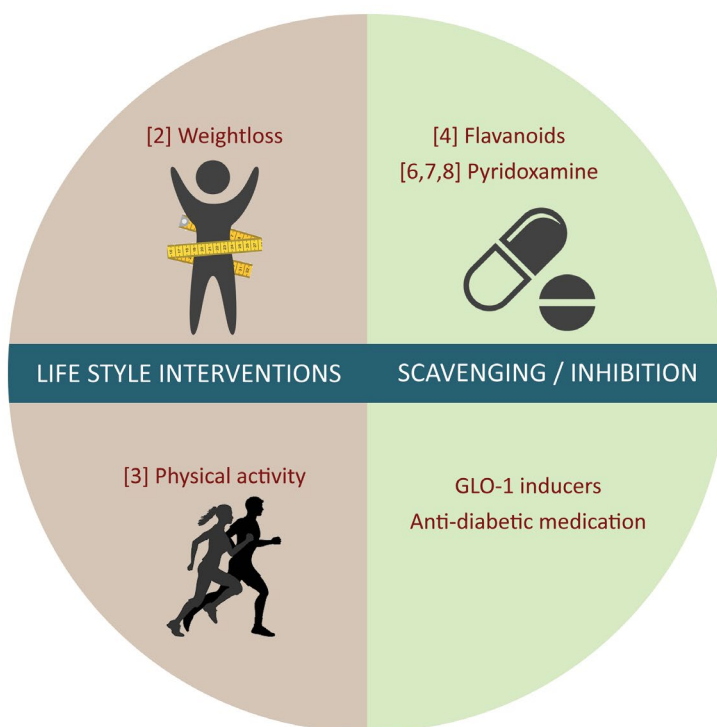 [2] Weightloss
[4] Flavanoids
[6,7,8] Pyridoxamine
LIFE STYLE INTERVENTIONS
SCAVENGING / INHIBITION
[3] Physical activity
GLO-1 inducers
Anti-diabetic medication